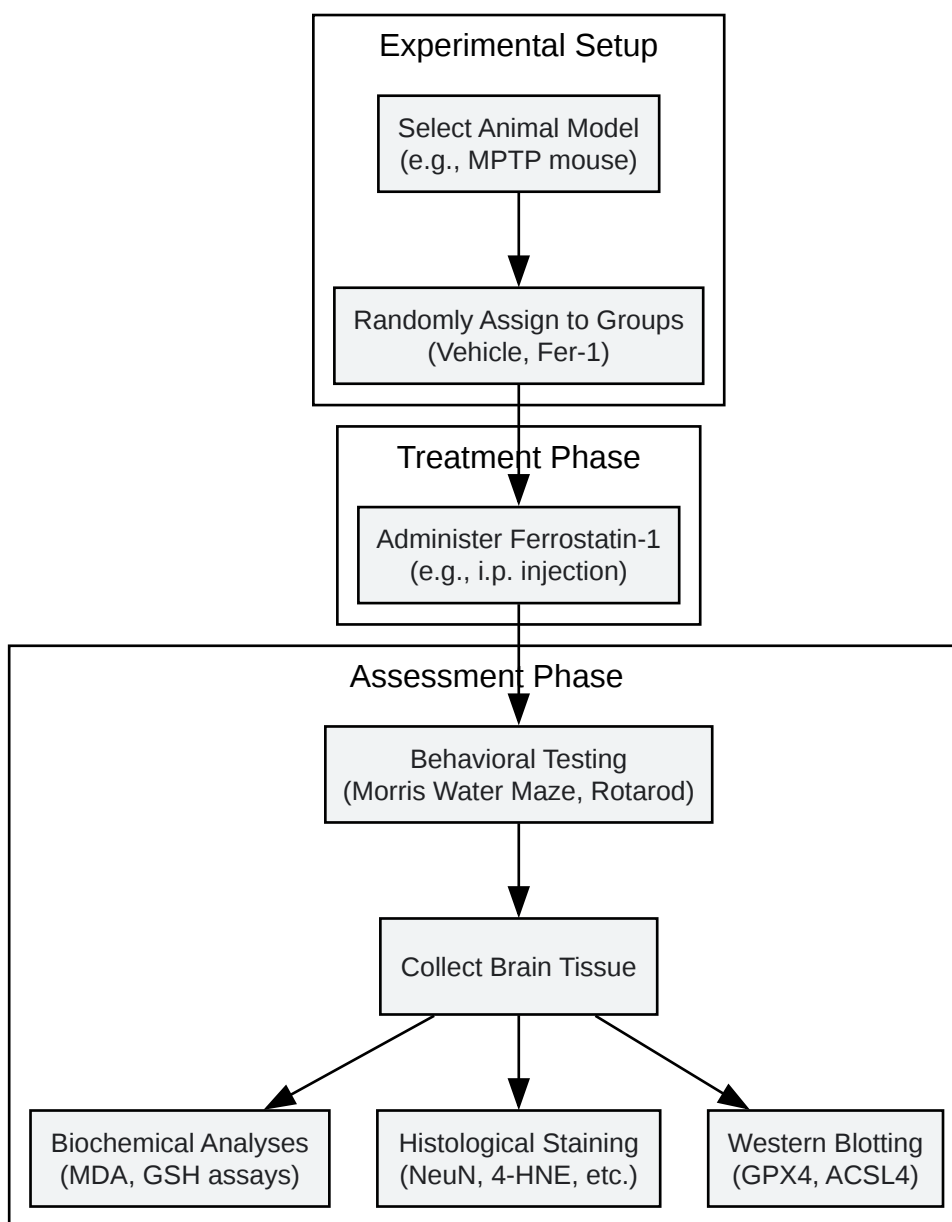 Experimental Setup
Select Animal Model
(e.g., MPTP mouse)
Randomly Assign to Groups
(Vehicle, Fer-1)
Treatment Phase
Administer Ferrostatin-1
(e.g., i.p. injection)
Assessment Phase
Behavioral Testing
(Morris Water Maze, Rotarod)
Collect Brain Tissue
Biochemical Analyses
(MDA, GSH assays)
Histological Staining
(NeuN, 4-HNE, etc.)
Western Blotting
(GPX4, ACSL4)